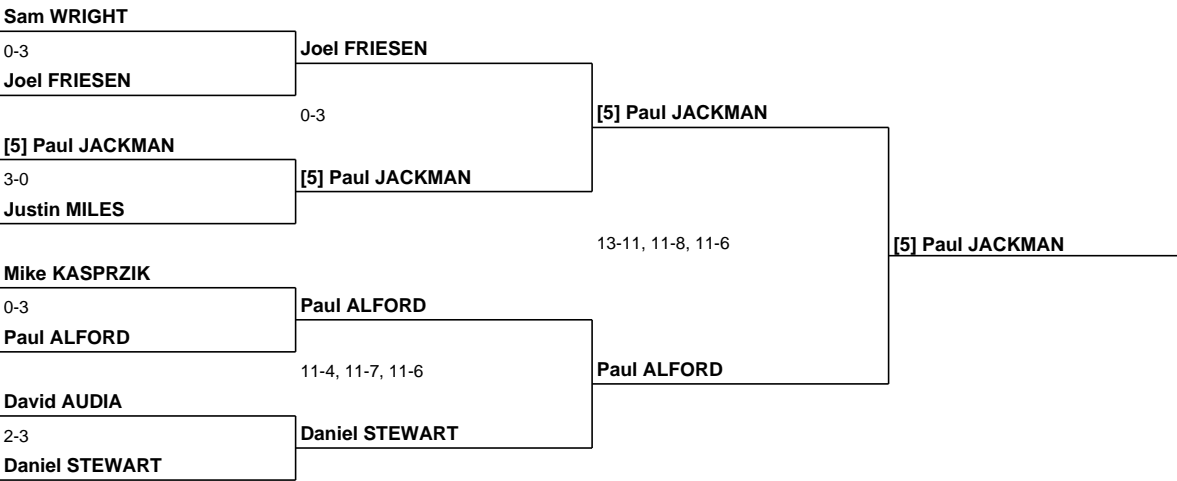 Sam WRIGHT
0-3
Joel FRIESEN
[5] Paul JACKMAN
3-0
Justin MILES
Mike KASPRZIK
0-3
Paul ALFORD
David AUDIA
2-3
Daniel STEWART
Joel FRIESEN
0-3
[5] Paul JACKMAN
Paul ALFORD
11-4, 11-7, 11-6
Daniel STEWART
[5] Paul JACKMAN
13-11, 11-8, 11-6
Paul ALFORD
[5] Paul JACKMAN